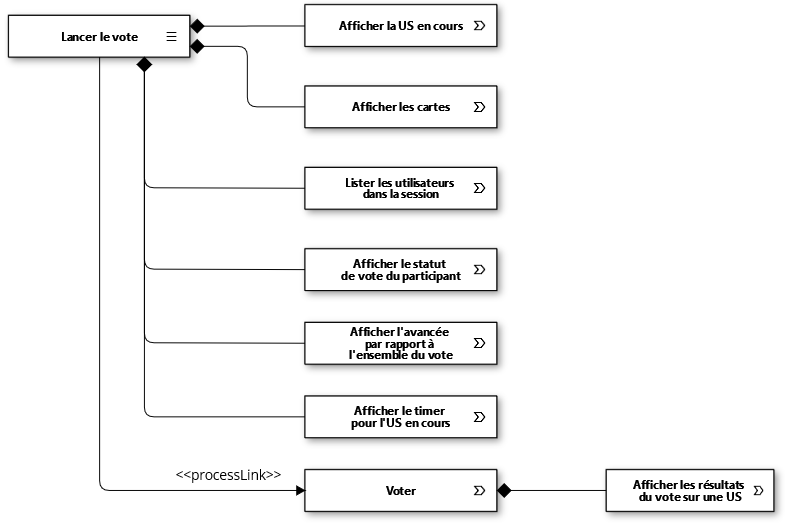 Lancer le vote
Afficher la US en cours
Afficher les cartes
Lister les utilisateurs
dans la session
Afficher le statut
de vote du participant
Afficher l'avancée
par rapport à
l'ensemble du vote
Afficher le timer
pour l'US en cours
<<processLink>>
Voter
Afficher les résultats
du vote sur une US